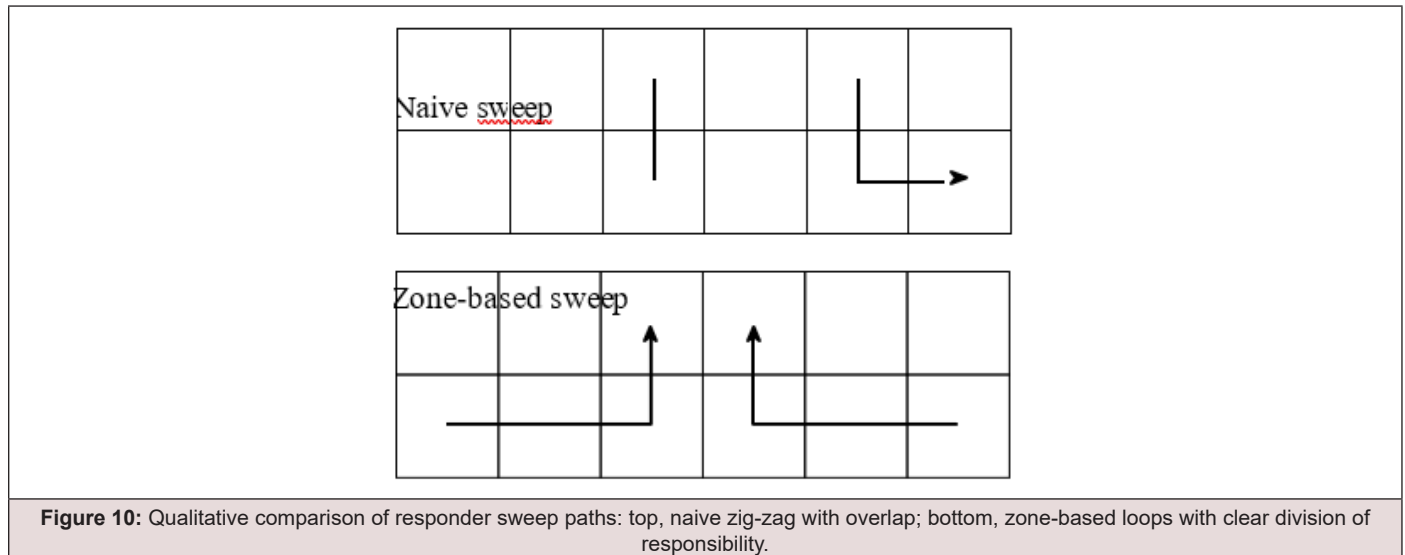 Naive sweep
Zone-based sweep
Figure 10: Qualitative comparison of responder sweep paths: top, naive zig-zag with overlap; bottom, zone-based loops with clear division of
responsibility.